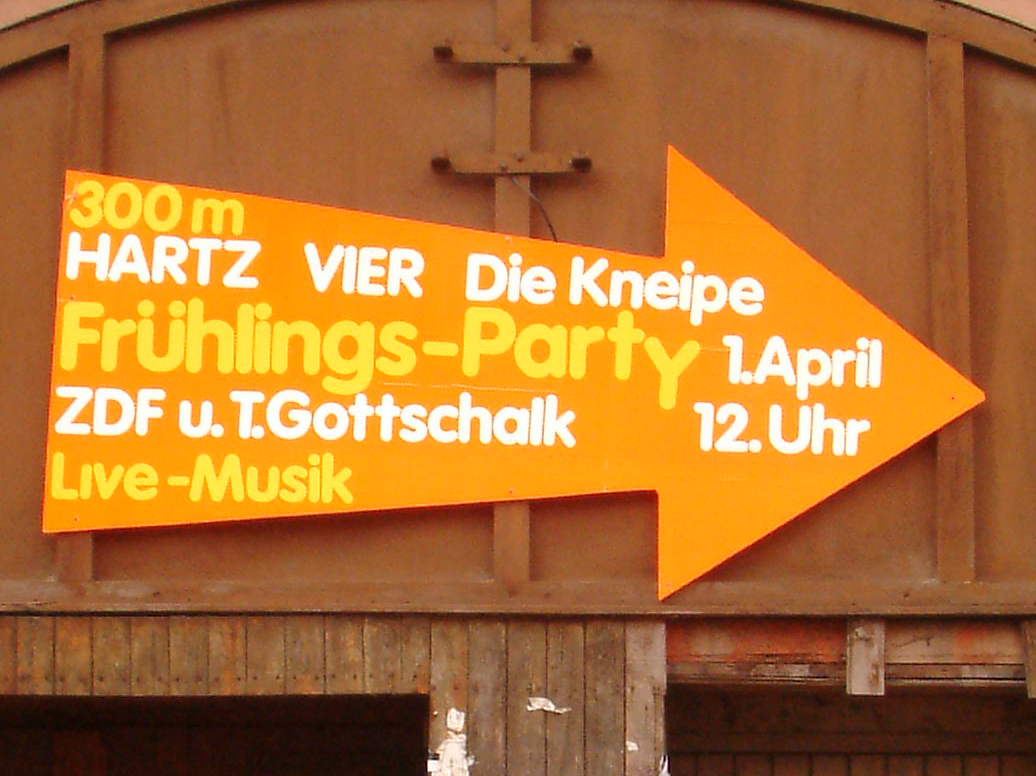 300 m
HARTZ VIER Die Kneipe
Frühlings-Party 1.April
ZDF u.T.Gottschalk 12.Uhr
Live-Musik